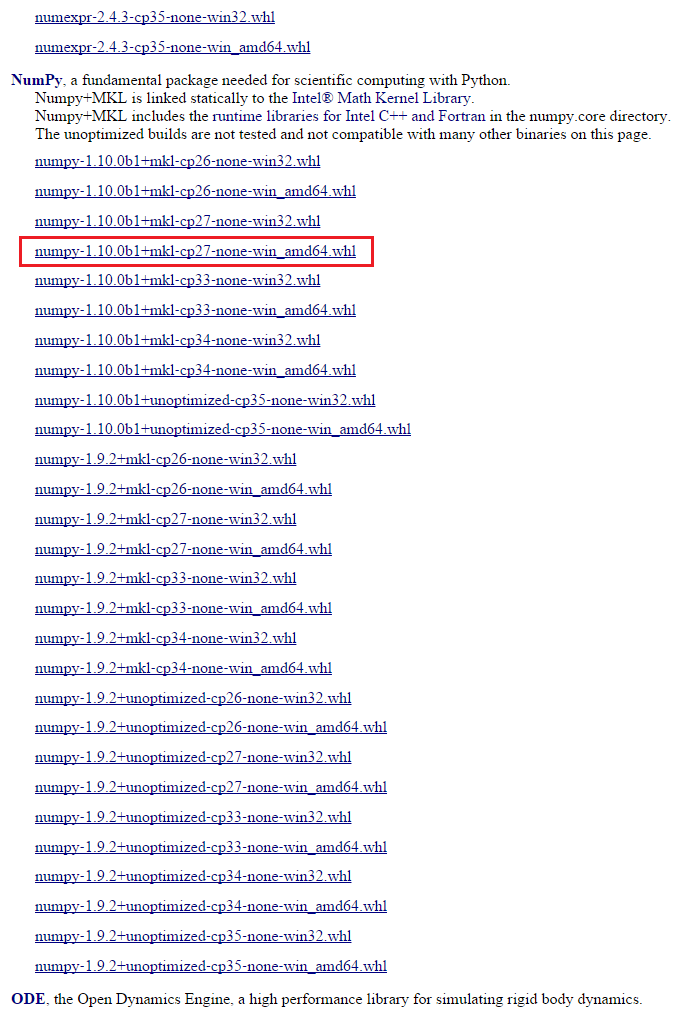 numexpr-2.4.3-cp35-none-win32.whl
numexpr-2.4.3-cp35-none-win_amd64.whl
NumPy, a fundamental package needed for scientific computing with Python.
Numpy+MKL is linked statically to the Intel® Math Kernel Library.
Numpy+MKL includes the runtime libraries for Intel C++ and Fortran in the numpy.core directory.
The unoptimized builds are not tested and not compatible with many other binaries on this page.
numpy-1.10.0b1+mkl-cp26-none-win32.whl
numpy-1.10.0b1+mkl-cp26-none-win_amd64.whl
numpy-1.10.0b1+mkl-cp27-none-win32.whl
numpy-1.10.0b1+mkl-cp27-none-win_amd64.whl
numpy-1.10.0b1+mkl-cp33-none-win32.whl
numpy-1.10.0b1+mkl-cp33-none-win_amd64.whl
numpy-1.10.0b1+mkl-cp34-none-win32.whl
numpy-1.10.0b1+mkl-cp34-none-win_amd64.whl
numpy-1.10.0b1+unoptimized-cp35-none-win32.whl
numpy-1.10.0b1+unoptimized-cp35-none-win_amd64.whl
numpy-1.9.2+mkl-cp26-none-win32.whl
numpy-1.9.2+mkl-cp26-none-win_amd64.whl
numpy-1.9.2+mkl-cp27-none-win32.whl
numpy-1.9.2+mkl-cp27-none-win_amd64.whl
numpy-1.9.2+mkl-cp33-none-win32.whl
numpy-1.9.2+mkl-cp33-none-win_amd64.whl
numpy-1.9.2+mkl-cp34-none-win32.whl
numpy-1.9.2+mkl-cp34-none-win_amd64.whl
numpy-1.9.2+unoptimized-cp26-none-win32.whl
numpy-1.9.2+unoptimized-cp26-none-win_amd64.whl
numpy-1.9.2+unoptimized-cp27-none-win32.whl
numpy-1.9.2+unoptimized-cp27-none-win_amd64.whl
numpy-1.9.2+unoptimized-cp33-none-win32.whl
numpy-1.9.2+unoptimized-cp33-none-win_amd64.whl
numpy-1.9.2+unoptimized-cp34-none-win32.whl
numpy-1.9.2+unoptimized-cp34-none-win_amd64.whl
numpy-1.9.2+unoptimized-cp35-none-win32.whl
numpy-1.9.2+unoptimized-cp35-none-win_amd64.whl
ODE, the Open Dynamics Engine, a high performance library for simulating rigid body dynamics.